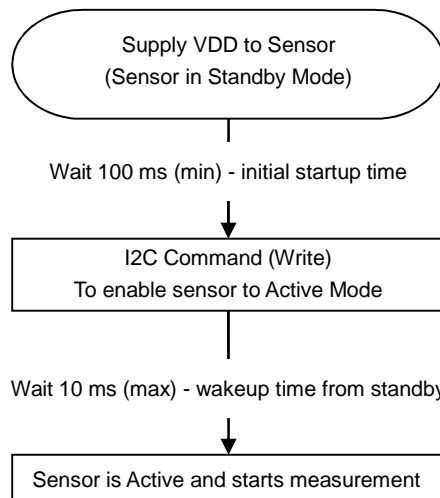 Supply VDD to Sensor
(Sensor in Standby Mode)
Wait 100 ms (min) - initial startup time
I2C Command (Write)
To enable sensor to Active Mode
Wait 10 ms (max) - wakeup time from standby
Sensor is Active and starts measurement